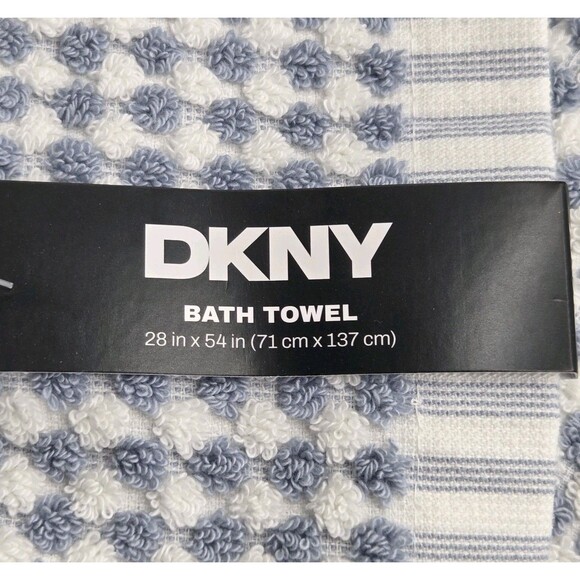 DKNY
BATH TOWEL
28 in x 54 in (71 cm x 137 cm)